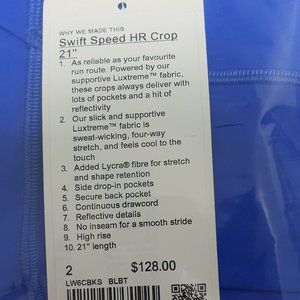 WHY WE MADE THIS
Swift Speed HR Crop
21"
1. As reliable as your favourite
run route. Powered by our
supportive Luxtreme™ fabric,
these crops always deliver with
lots of pockets and a hit of
reflectivity
2. Our slick and supportive
Luxtreme™ fabric is
sweat-wicking, four-way
stretch, and feels cool to the
touch
3. Added Lycra® fibre for stretch
and shape retention
4. Side drop-in pockets
5. Secure back pocket
6. Continuous drawcord
7. Reflective details
8. No inseam for a smooth stride
9. High rise
10. 21" length
2 $128.00
LW6CBKS BLBT